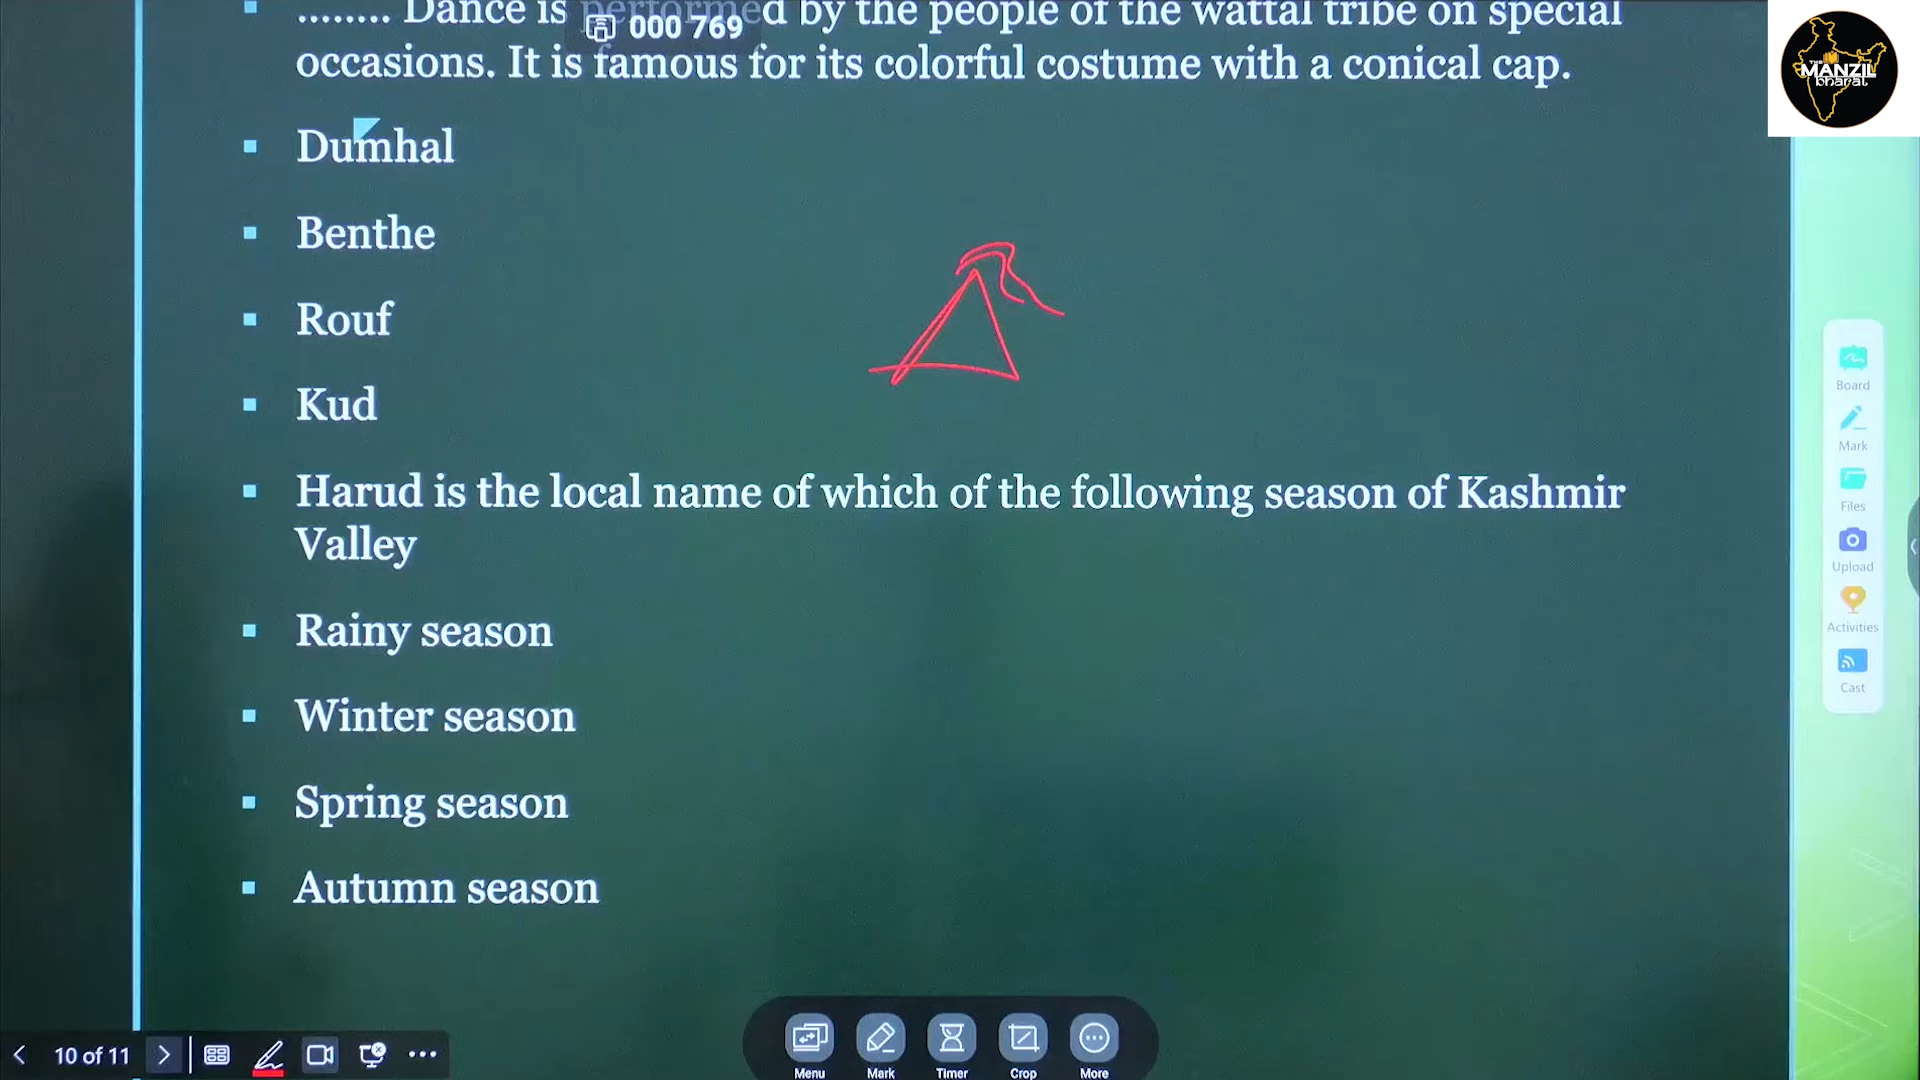 ........ Dance is performed by the people of the wattal tribe on special
000 769
occasions. It is famous for its colorful costume with a conical cap.
THE MANZIL bharat
Dumhal
Benthe
Rouf
Kud
Harud is the local name of which of the following season of Kashmir
Valley
Rainy season
Winter season
Spring season
Autumn season
Board
Mark
Files
Upload
Activities
Cast
10 of 11
Menu
Mark
Timer
Crop
More